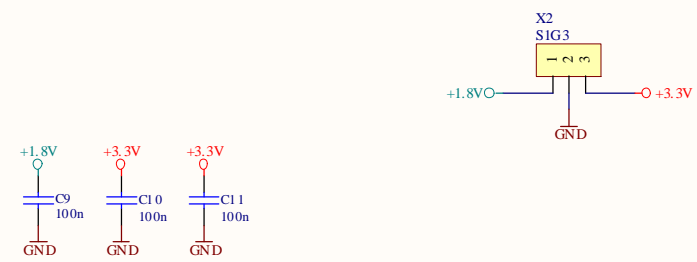 X2
S1G3
1 2 3
+1.8V
+3.3V
GND
+1.8V
+3.3V
+3.3V
C9
100n
C10
100n
C11
100n
GND
GND
GND